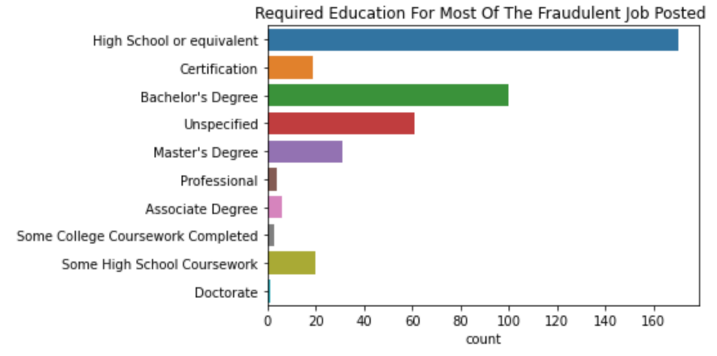 Required Education For Most Of The Fraudulent Job Posted
High School or equivalent
Certification
Bachelor's Degree
Unspecified
Master's Degree
Professional
Associate Degree
Some College Coursework Completed
Some High School Coursework
Doctorate
0 20 40 60 80 100 120 140 160
count